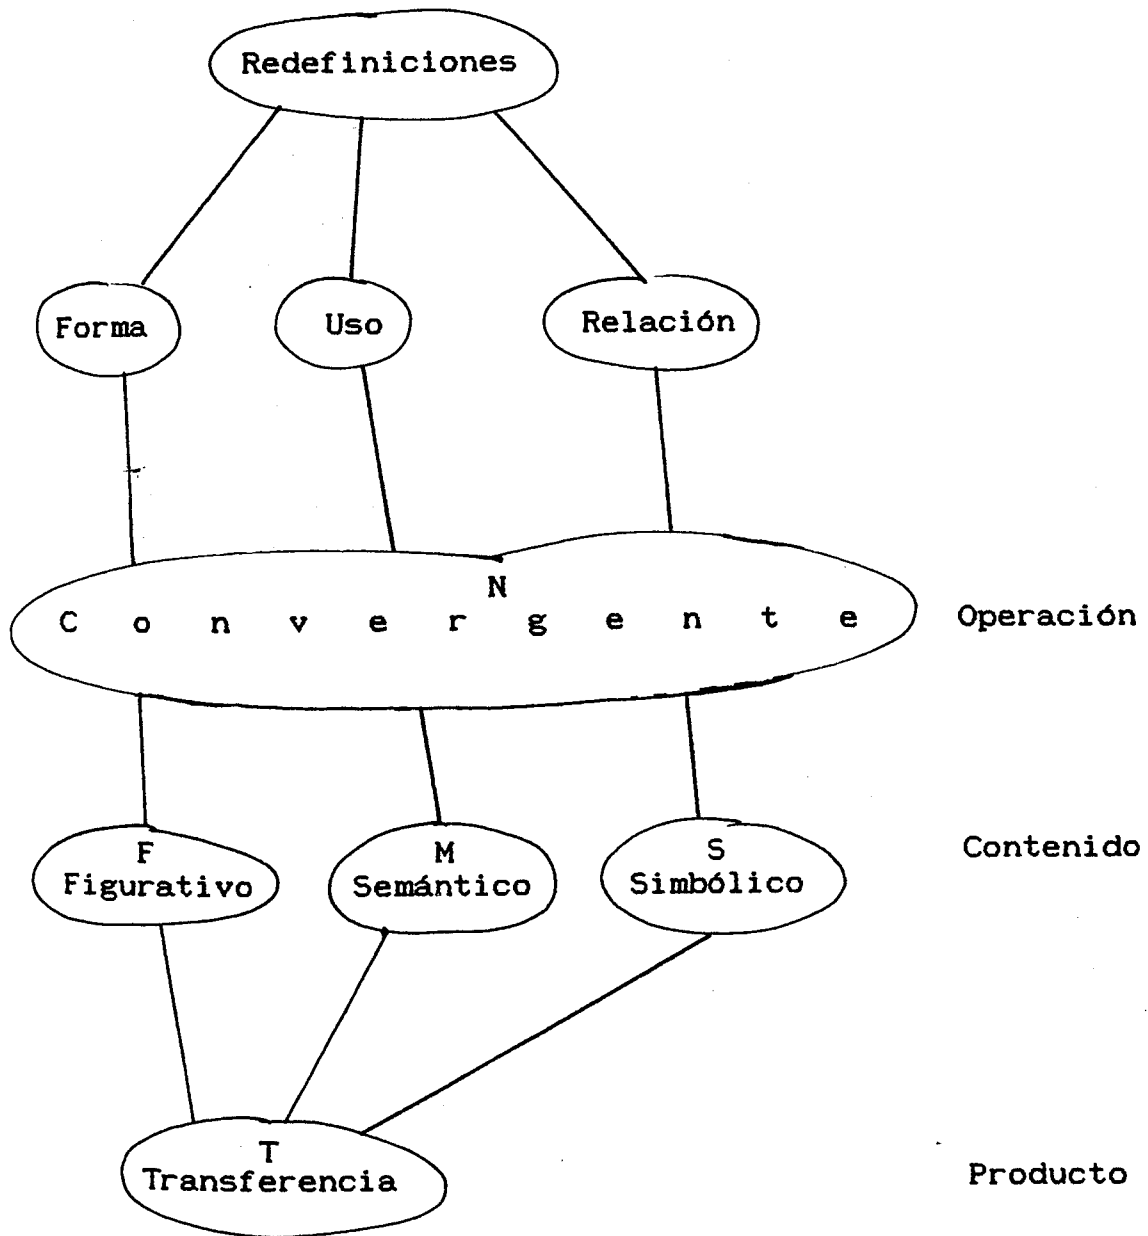 Redefiniciones
Forma Uso Relación
N
C o n v e r g e n t e Operación
F M S Contenido
Figurativo Semántico Simbólico
T
Transferencia Producto